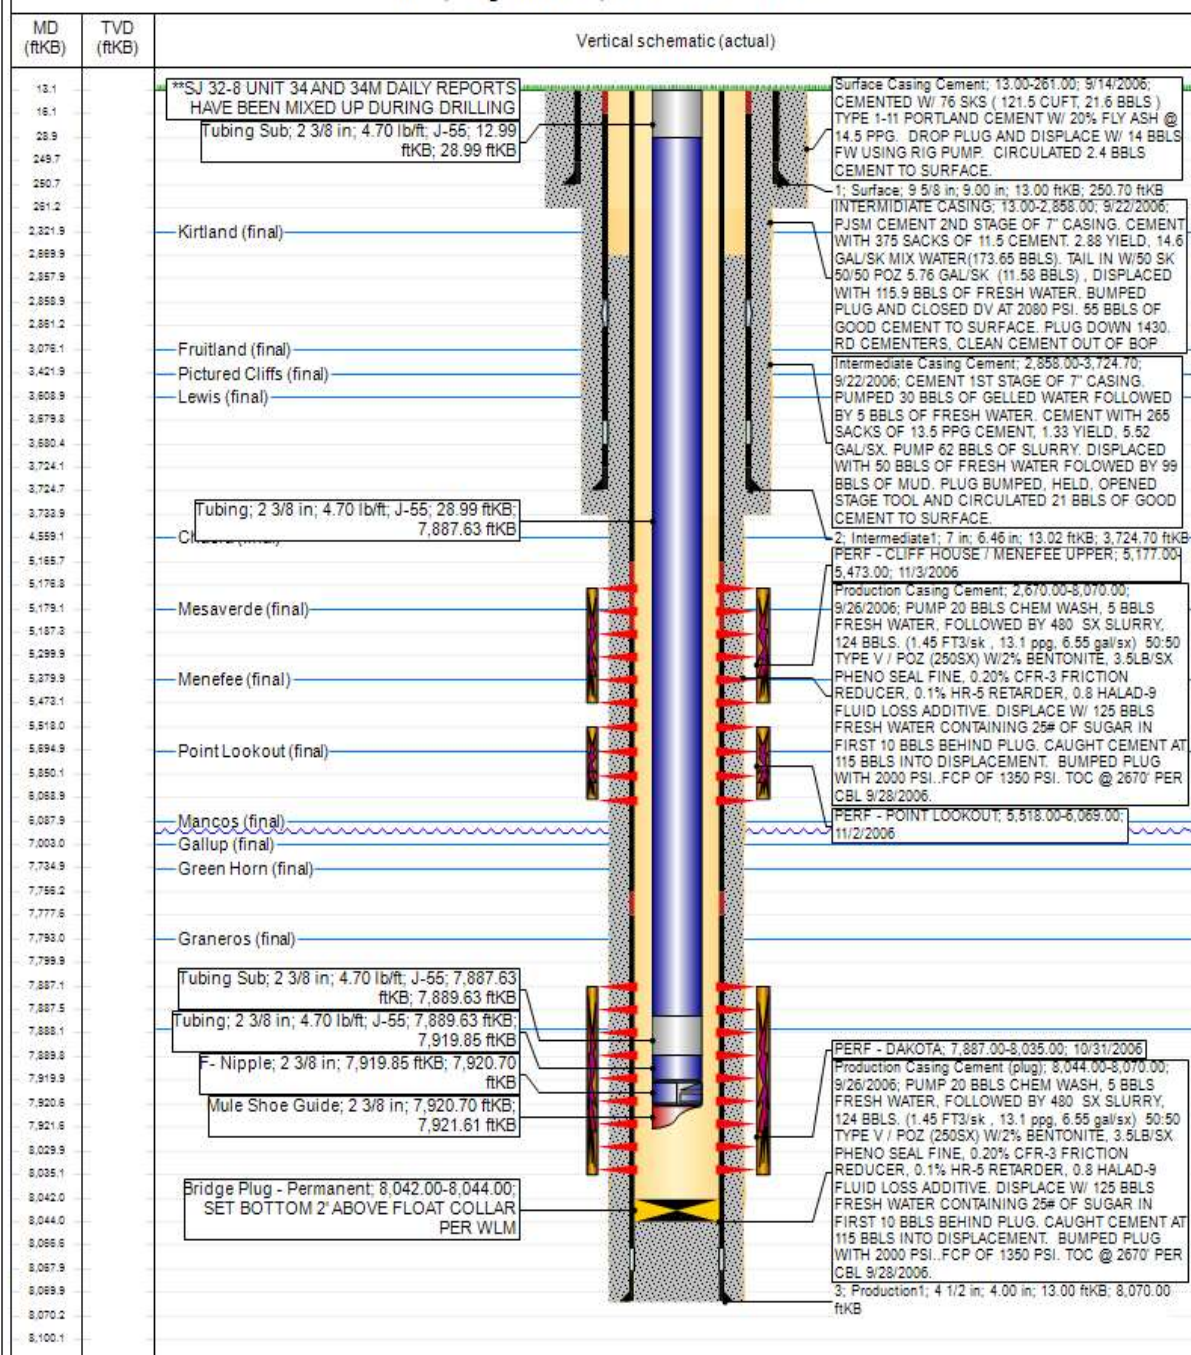 MD
(ftKB)
TVD
(ftKB)
Vertical schematic (actual)
13.1
16.1
28.9
249.7
250.7
261.2
2,321.9
2,669.9
2,857.9
2,858.9
2,861.2
3,076.1
3,421.9
3,608.9
3,679.8
3,680.4
3,724.1
3,724.7
3,733.9
4,559.1
5,165.7
5,176.8
5,179.1
5,187.3
5,299.9
5,379.9
5,473.1
5,518.0
5,694.9
5,850.1
6,068.9
6,087.9
7,003.0
7,734.9
7,756.2
7,777.6
7,793.0
7,799.9
7,887.1
7,887.5
7,888.1
7,889.8
7,919.9
7,920.6
7,921.6
8,029.9
8,035.1
8,042.0
8,044.0
8,066.6
8,067.9
8,069.9
8,070.2
8,100.1
**SJ 32-8 UNIT 34 AND 34M DAILY REPORTS
HAVE BEEN MIXED UP DURING DRILLING
Tubing Sub; 2 3/8 in; 4.70 lb/ft; J-55; 12.99
ftKB; 28.99 ftKB
Kirtland (final)
Fruitland (final)
Pictured Cliffs (final)
Lewis (final)
Tubing; 2 3/8 in; 4.70 lb/ft; J-55; 28.99 ftKB;
7,887.63 ftKB
Mesaverde (final)
Menefee (final)
Point Lookout (final)
Mancos (final)
Gallup (final)
Green Horn (final)
Graneros (final)
Tubing Sub; 2 3/8 in; 4.70 lb/ft; J-55; 7,887.63
ftKB; 7,889.63 ftKB
Tubing; 2 3/8 in; 4.70 lb/ft; J-55; 7,889.63 ftKB;
7,919.85 ftKB
F- Nipple; 2 3/8 in; 7,919.85 ftKB; 7,920.70
ftKB
Mule Shoe Guide; 2 3/8 in; 7,920.70 ftKB;
7,921.61 ftKB
Bridge Plug - Permanent; 8,042.00-8,044.00;
SET BOTTOM 2' ABOVE FLOAT COLLAR
PER WLM
Surface Casing Cement; 13.00-261.00; 9/14/2006;
CEMENTED W/ 76 SKS ( 121.5 CUFT, 21.6 BBLS )
TYPE 1-11 PORTLAND CEMENT W/ 20% FLY ASH @
14.5 PPG. DROP PLUG AND DISPLACE W/ 14 BBLS
FW USING RIG PUMP. CIRCULATED 2.4 BBLS
CEMENT TO SURFACE.
1; Surface; 9 5/8 in; 9.00 in; 13.00 ftKB; 250.70 ftKB
INTERMIDIATE CASING; 13.00-2,858.00; 9/22/2006;
PJSM CEMENT 2ND STAGE OF 7" CASING. CEMENT
WITH 375 SACKS OF 11.5 CEMENT. 2.88 YIELD, 14.6
GAL/SK MIX WATER(173.65 BBLS). TAIL IN W/50 SK
50/50 POZ 5.76 GAL/SK (11.58 BBLS) , DISPLACED
WITH 115.9 BBLS OF FRESH WATER. BUMPED
PLUG AND CLOSED DV AT 2080 PSI. 55 BBLS OF
GOOD CEMENT TO SURFACE. PLUG DOWN 1430.
RD CEMENTERS, CLEAN CEMENT OUT OF BOP
Intermediate Casing Cement; 2,858.00-3,724.70;
9/22/2006; CEMENT 1ST STAGE OF 7" CASING.
PUMPED 30 BBLS OF GELLED WATER FOLLOWED
BY 5 BBLS OF FRESH WATER. CEMENT WITH 265
SACKS OF 13.5 PPG CEMENT, 1.33 YIELD, 5.52
GAL/SX. PUMP 62 BBLS OF SLURRY. DISPLACED
WITH 50 BBLS OF FRESH WATER FOLOWED BY 99
BBLS OF MUD. PLUG BUMPED, HELD, OPENED
STAGE TOOL AND CIRCULATED 21 BBLS OF GOOD
CEMENT TO SURFACE.
2; Intermediate1; 7 in; 6.46 in; 13.02 ftKB; 3,724.70 ftKB
PERF - CLIFF HOUSE / MENEFEE UPPER; 5,177.00-
5,473.00; 11/3/2006
Production Casing Cement; 2,670.00-8,070.00;
9/26/2006; PUMP 20 BBLS CHEM WASH, 5 BBLS
FRESH WATER, FOLLOWED BY 480 SX SLURRY,
124 BBLS. (1.45 FT3/sk , 13.1 ppg, 6.55 gal/sx) 50:50
TYPE V / POZ (250SX) W/2% BENTONITE, 3.5LB/SX
PHENO SEAL FINE, 0.20% CFR-3 FRICTION
REDUCER, 0.1% HR-5 RETARDER, 0.8 HALAD-9
FLUID LOSS ADDITIVE. DISPLACE W/ 125 BBLS
FRESH WATER CONTAINING 25# OF SUGAR IN
FIRST 10 BBLS BEHIND PLUG. CAUGHT CEMENT AT
115 BBLS INTO DISPLACEMENT. BUMPED PLUG
WITH 2000 PSI..FCP OF 1350 PSI. TOC @ 2670' PER
CBL 9/28/2006.
PERF - POINT LOOKOUT; 5,518.00-6,069.00;
11/2/2006
PERF - DAKOTA; 7,887.00-8,035.00; 10/31/2006
Production Casing Cement (plug); 8,044.00-8,070.00;
9/26/2006; PUMP 20 BBLS CHEM WASH, 5 BBLS
FRESH WATER, FOLLOWED BY 480 SX SLURRY,
124 BBLS. (1.45 FT3/sk , 13.1 ppg, 6.55 gal/sx) 50:50
TYPE V / POZ (250SX) W/2% BENTONITE, 3.5LB/SX
PHENO SEAL FINE, 0.20% CFR-3 FRICTION
REDUCER, 0.1% HR-5 RETARDER, 0.8 HALAD-9
FLUID LOSS ADDITIVE. DISPLACE W/ 125 BBLS
FRESH WATER CONTAINING 25# OF SUGAR IN
FIRST 10 BBLS BEHIND PLUG. CAUGHT CEMENT AT
115 BBLS INTO DISPLACEMENT. BUMPED PLUG
WITH 2000 PSI..FCP OF 1350 PSI. TOC @ 2670' PER
CBL 9/28/2006.
3; Production1; 4 1/2 in; 4.00 in; 13.00 ftKB; 8,070.00
ftKB